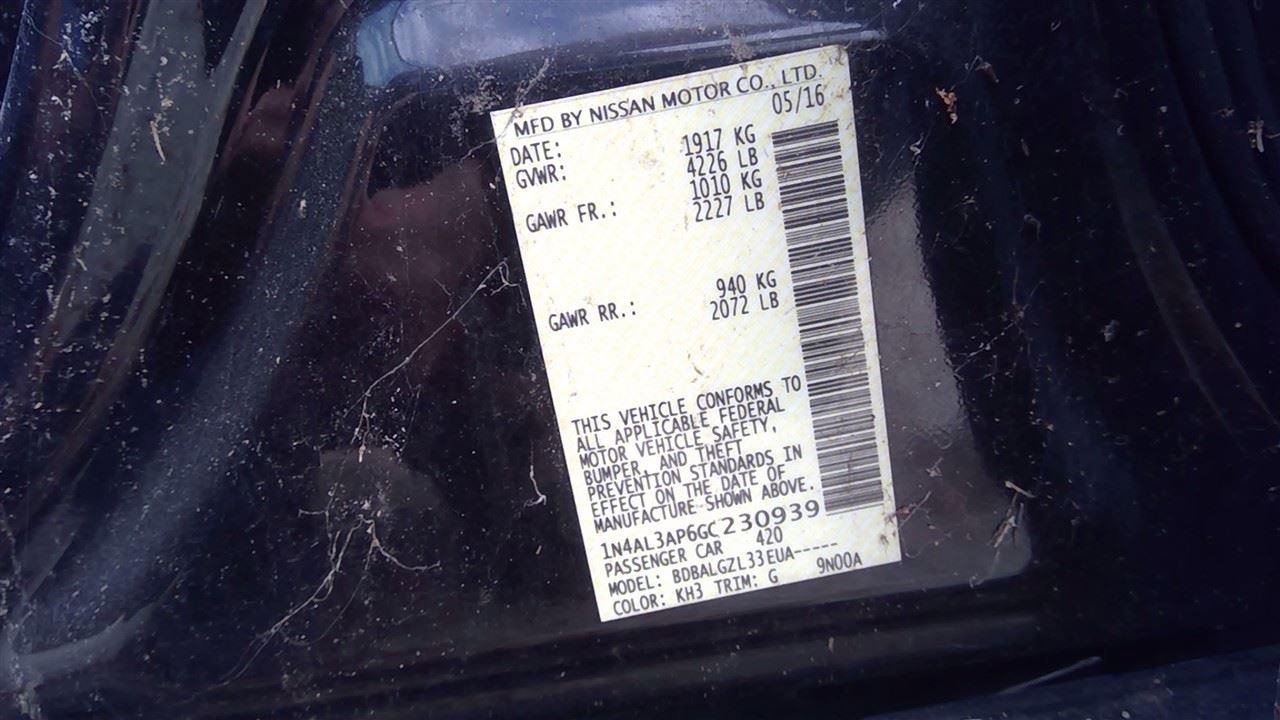 MFD BY NISSAN MOTOR CO., LTD.
DATE: 05/16
GVWR: 1917 KG
4226 LB
GAWR FR.: 1010 KG
2227 LB
GAWR RR.: 940 KG
2072 LB
THIS VEHICLE CONFORMS TO
ALL APPLICABLE FEDERAL
MOTOR VEHICLE SAFETY,
BUMPER, AND THEFT
PREVENTION STANDARDS IN
EFFECT ON THE DATE OF
MANUFACTURE SHOWN ABOVE.
1N4AL3AP6GC230939
PASSENGER CAR 420
MODEL: BDBALGZL33EUA-----
COLOR: KH3 TRIM: G 9N00A